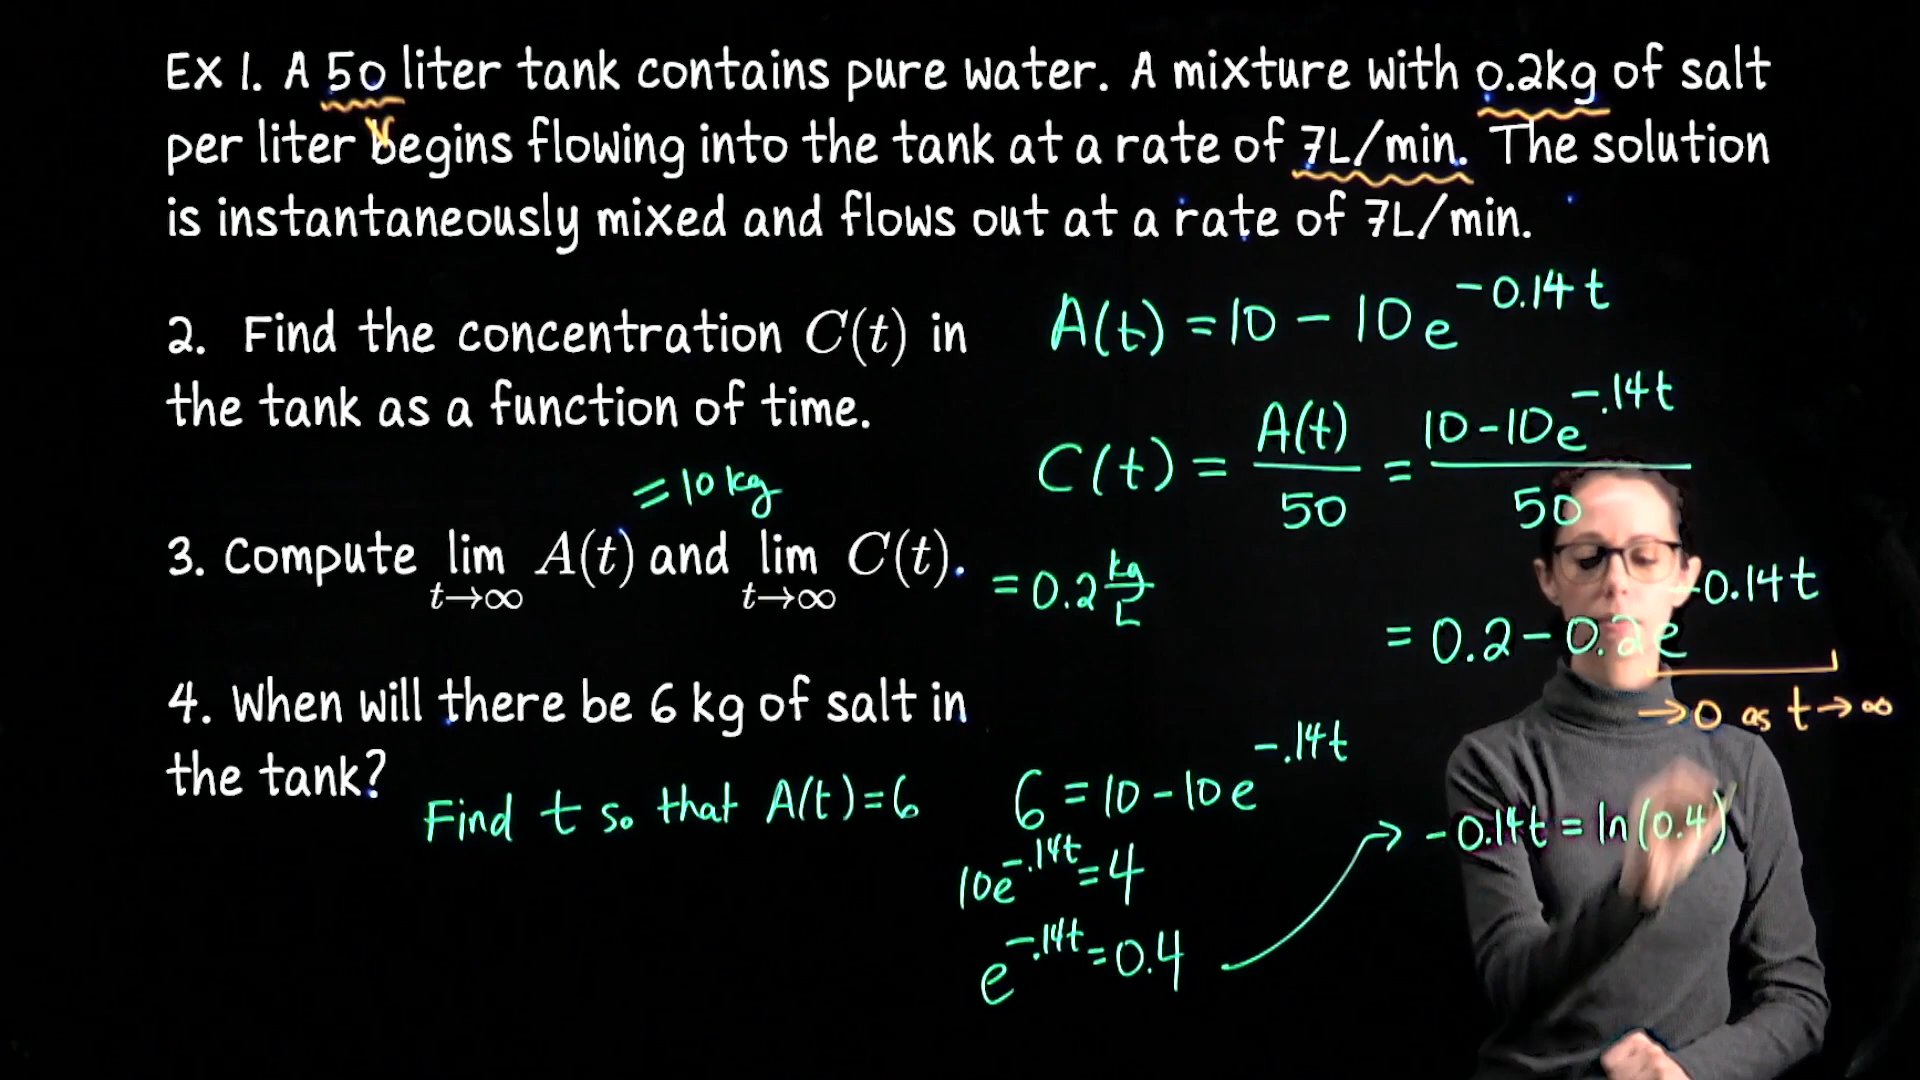 Ex 1. A 50 liter tank contains pure water. A mixture with 0.2kg of salt
per liter begins flowing into the tank at a rate of 7L/min. The solution
is instantaneously mixed and flows out at a rate of 7L/min.
2. Find the concentration C(t) in
the tank as a function of time.
A(t) = 10 - 10e^{-0.14t}
C(t) = \frac{A(t)}{50} = \frac{10-10e^{-.14t}}{50}
= 0.2 - 0.2e^{-0.14t}
→ 0 as t → ∞
= 10 kg
3. Compute \lim_{t→∞} A(t) and \lim_{t→∞} C(t). = 0.2 \frac{kg}{L}
4. When will there be 6 kg of salt in
the tank?
Find t so that A(t)=6
6 = 10 - 10e^{-.14t}
10e^{-.14t} = 4
e^{-.14t} = 0.4
→ -0.14t = ln(0.4)